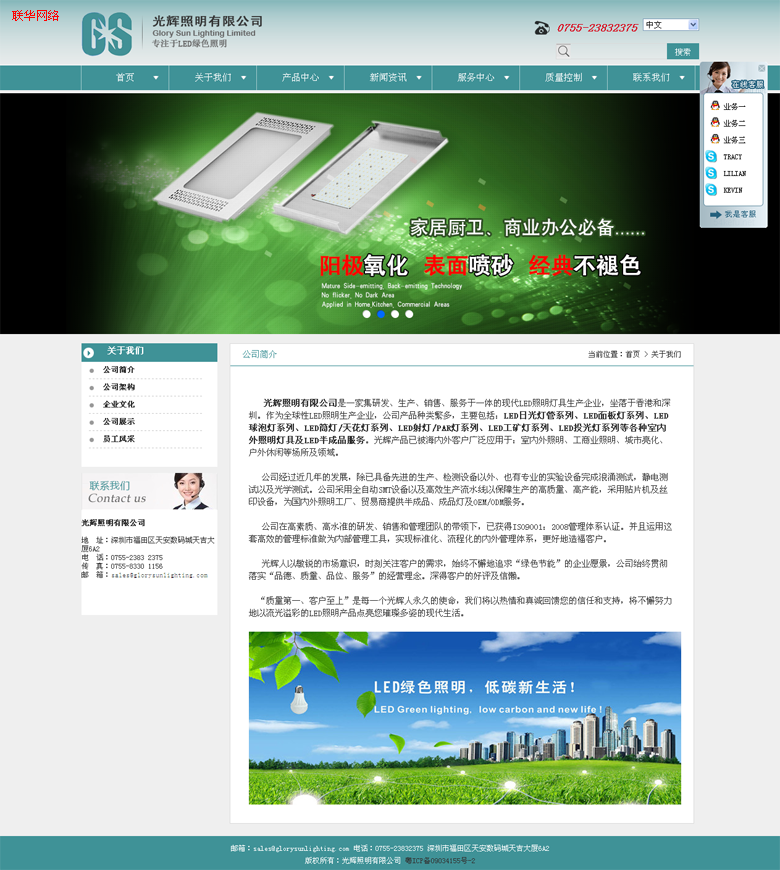 联华网络
GS
光辉照明有限公司
Glory Sun Lighting Limited
专注于LED绿色照明
0755-23832375
中文
搜索
首页
关于我们
产品中心
新闻资讯
服务中心
质量控制
联系我们
在线客服
业务一
业务二
业务三
TRACY
LILIAN
KEVIN
我是客服
家居厨卫、商业办公必备......
阳极氧化 表面喷砂 经典不褪色
Mature Side-emitting, Back-emitting Technology
No flicker, No Dark Area
Applied in Home,Kitchen, Commercial Areas
关于我们
公司简介
公司架构
企业文化
公司展示
员工风采
联系我们
Contact us
光辉照明有限公司
地 址：深圳市福田区天安数码城天吉大
厦6A2
电 话：0755-2383 2375
传 真：0755-8330 1156
邮 箱：sales@glorysunlighting.com
公司简介
当前位置：首页 > 关于我们
光辉照明有限公司是一家集研发、生产、销售、服务于一体的现代LED照明灯具生产企业，坐落于香港和深
圳。作为全球性LED照明生产企业，公司产品种类繁多，主要包括：LED日光灯管系列、LED面板灯系列、LED
球泡灯系列、LED筒灯/天花灯系列、LED射灯/PAR灯系列、LED工矿灯系列、LED投光灯系列等各种室内
外照明灯具及LED半成品服务。光辉产品已被海内外客户广泛应用于：室内外照明、工商业照明、城市亮化、
户外休闲等场所及领域。
公司经过近几年的发展，除已具备先进的生产、检测设备以外、也有专业的实验设备完成浪涌测试，静电测
试以及光学测试。公司采用全自动SMT设备以及高效生产流水线以保障生产的高质量、高产能，采用贴片机及丝
印设备，为国内外照明工厂、贸易商提供半成品、成品灯及OEM/ODM服务。
公司在高素质、高水准的研发、销售和管理团队的带领下，已获得ISO9001：2008管理体系认证。并且运用这
套高效的管理标准做为内部管理工具，实现标准化、流程化的内外管理体系，更好地造福客户。
光辉人以敏锐的市场意识，时刻关注客户的需求，始终不懈地追求“绿色节能”的企业愿景，公司始终贯彻
落实“品德、质量、品位、服务”的经营理念。深得客户的好评及信懒。
“质量第一、客户至上”是每一个光辉人永久的使命，我们将以热情和真诚回馈您的信任和支持，将不懈努力
地以流光溢彩的LED照明产品点亮您璀璨多姿的现代生活。
LED绿色照明，低碳新生活！
LED Green lighting, low carbon and new life !
邮箱：sales@glorysunlighting.com 电话：0755-23832375 深圳市福田区天安数码城天吉大厦6A2
版权所有：光辉照明有限公司 粤ICP备09034155号-2